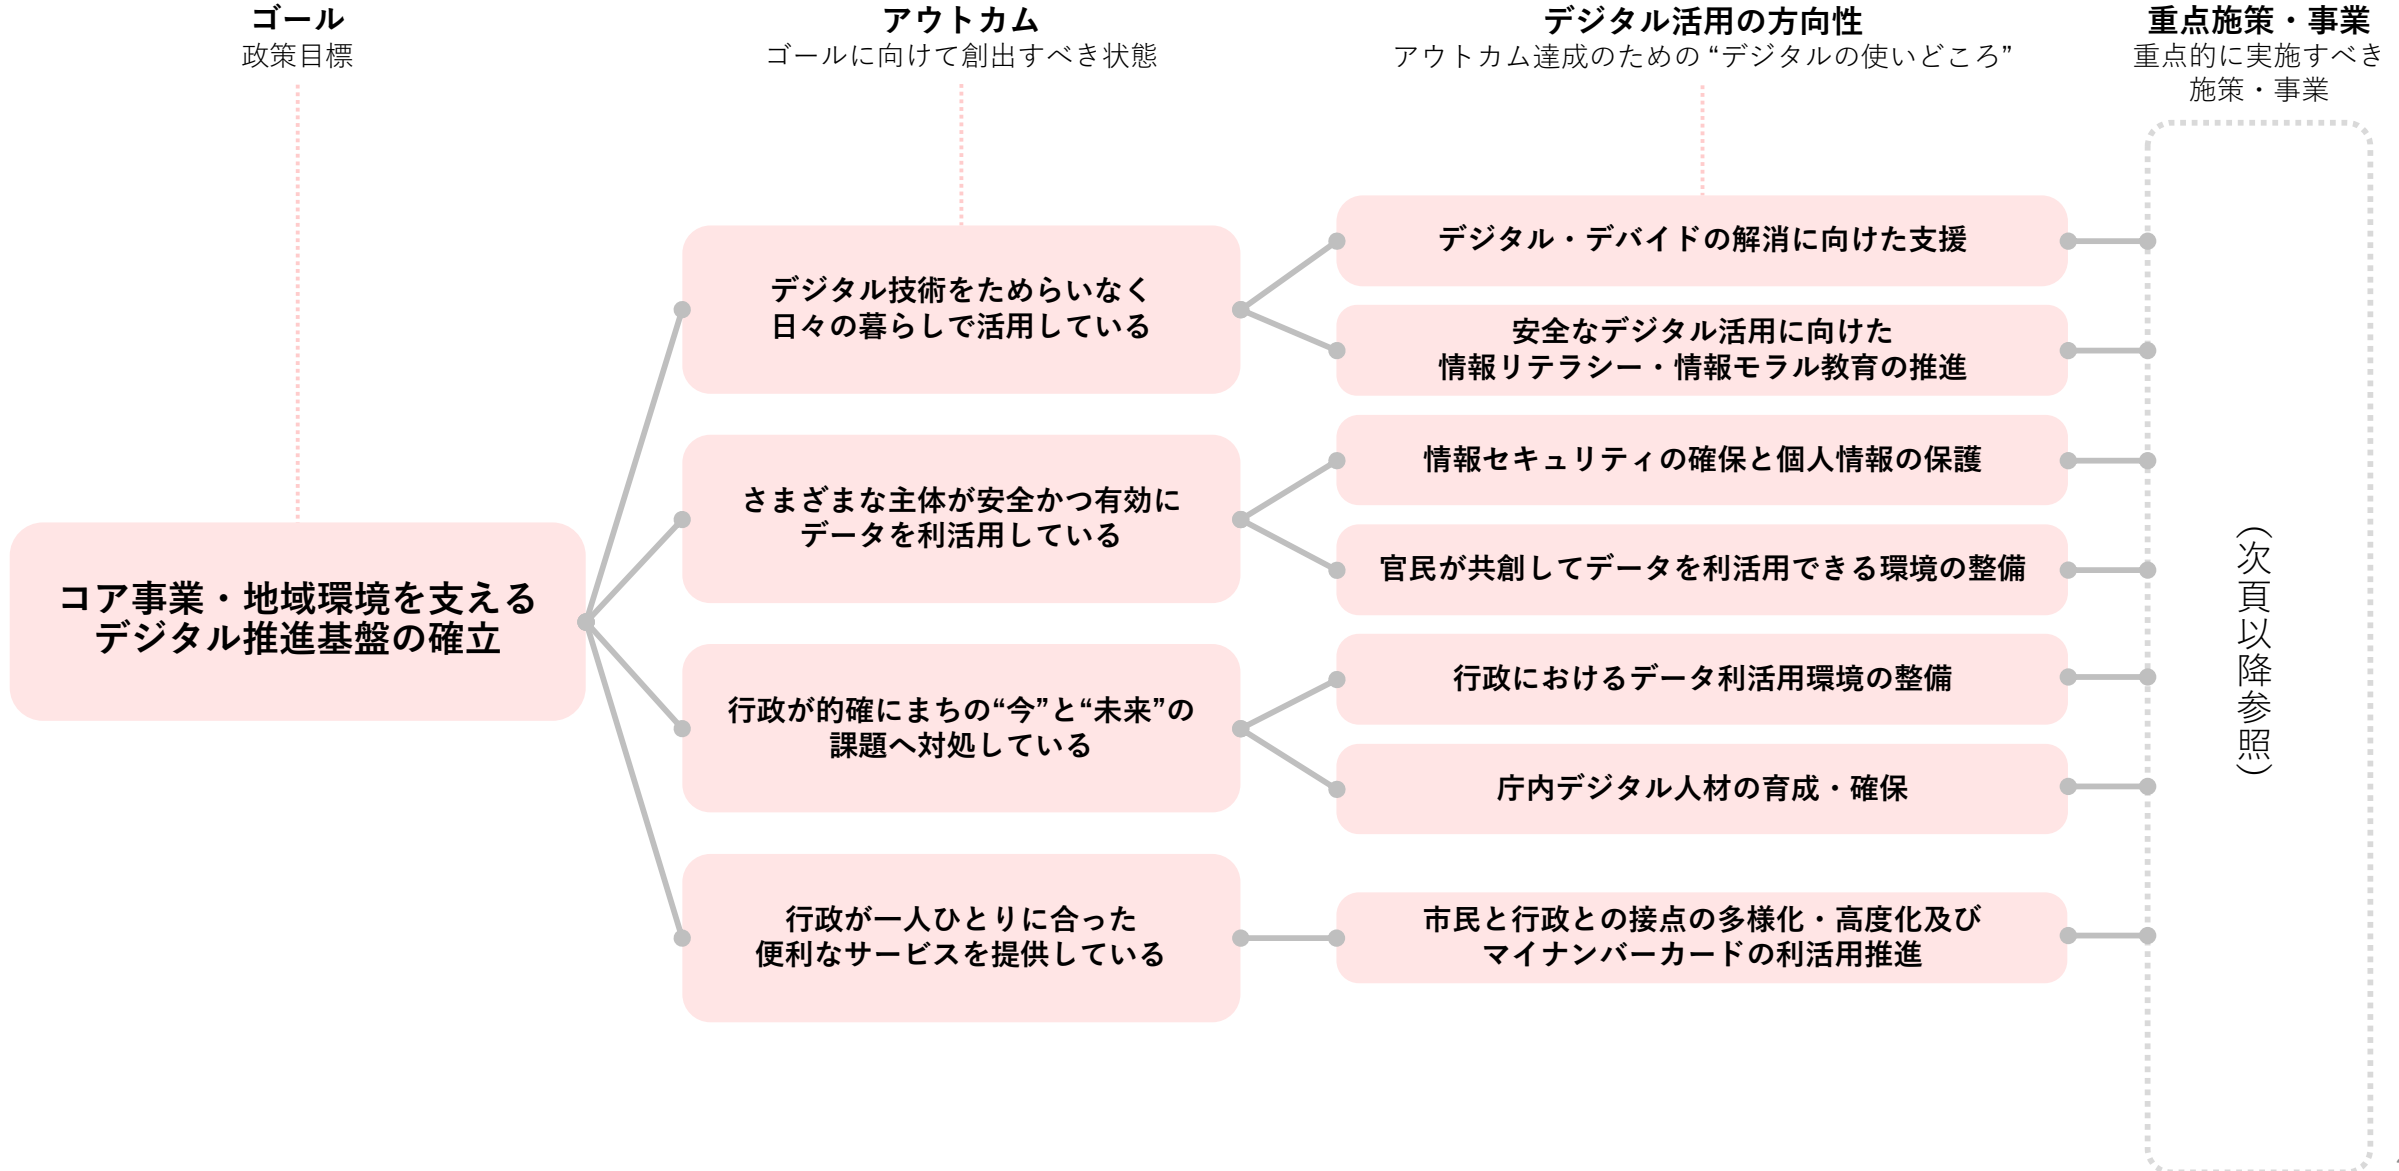 ゴール
政策目標
アウトカム
ゴールに向けて創出すべき状態
デジタル活用の方向性
アウトカム達成のための “デジタルの使いどころ”
重点施策・事業
重点的に実施すべき
施策・事業
コア事業・地域環境を支える
デジタル推進基盤の確立
デジタル技術をためらいなく
日々の暮らしで活用している
さまざまな主体が安全かつ有効に
データを利活用している
行政が的確にまちの“今”と“未来”の
課題へ対処している
行政が一人ひとりに合った
便利なサービスを提供している
デジタル・デバイドの解消に向けた支援
安全なデジタル活用に向けた
情報リテラシー・情報モラル教育の推進
情報セキュリティの確保と個人情報の保護
官民が共創してデータを利活用できる環境の整備
行政におけるデータ利活用環境の整備
庁内デジタル人材の育成・確保
市民と行政との接点の多様化・高度化及び
マイナンバーカードの利活用推進
（次頁以降参照）